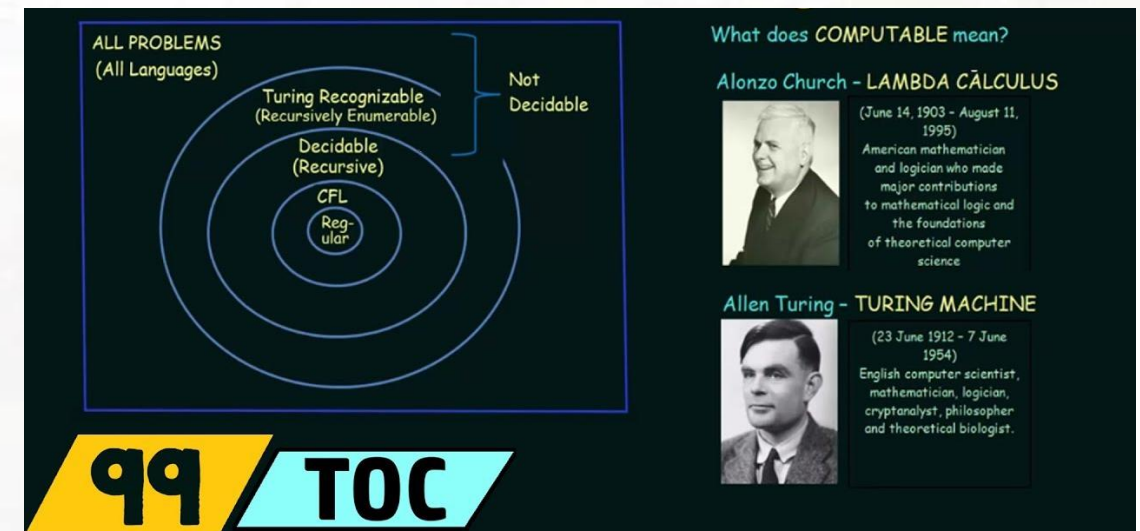 ALL PROBLEMS
(All Languages)
Turing Recognizable
(Recursively Enumerable)
Decidable
(Recursive)
CFL
Reg-
ular
Not
Decidable
What does COMPUTABLE mean?
Alonzo Church - LAMBDA CĀLCULUS
(June 14, 1903 – August 11,
1995)
American mathematician
and logician who made
major contributions
to mathematical logic and
the foundations
of theoretical computer
science
Allen Turing - TURING MACHINE
(23 June 1912 – 7 June
1954)
English computer scientist,
mathematician, logician,
cryptanalyst, philosopher
and theoretical biologist.
99
TOC